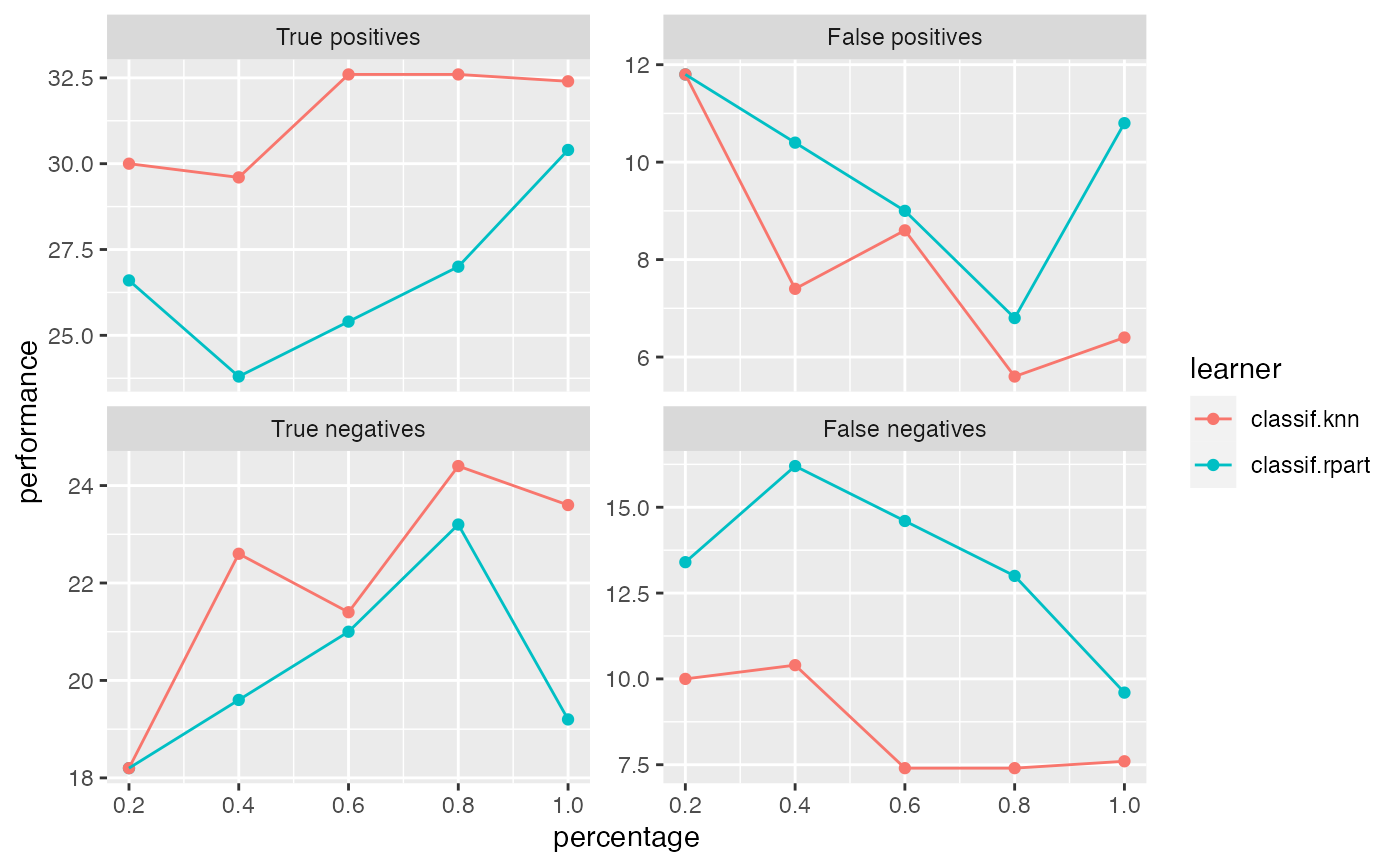 True positives
False positives
32.5
30.0
27.5
25.0
12
10
8
6
True negatives
False negatives
24
22
20
18
15.0
12.5
10.0
7.5
0.2 0.4 0.6 0.8 1.0
0.2 0.4 0.6 0.8 1.0
percentage
performance
learner
classif.knn
classif.rpart